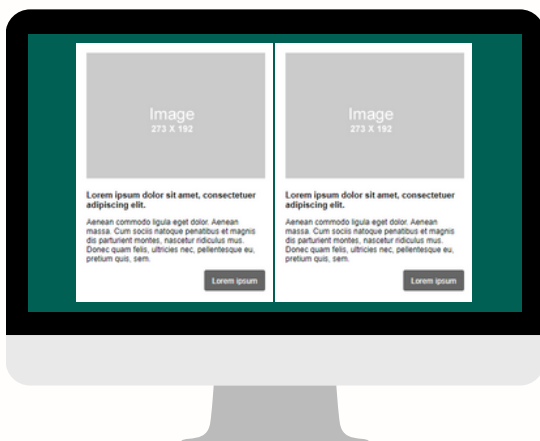 Image
273 X 192
Lorem ipsum dolor sit amet, consectetuer
adipiscing elit.
Aenean commodo ligula eget dolor. Aenean
massa. Cum sociis natoque penatibus et magnis
dis parturient montes, nascetur ridiculus mus.
Donec quam felis, ultricies nec, pellentesque eu,
pretium quis, sem.
Lorem ipsum
Image
273 X 192
Lorem ipsum dolor sit amet, consectetuer
adipiscing elit.
Aenean commodo ligula eget dolor. Aenean
massa. Cum sociis natoque penatibus et magnis
dis parturient montes, nascetur ridiculus mus.
Donec quam felis, ultricies nec, pellentesque eu,
pretium quis, sem.
Lorem ipsum